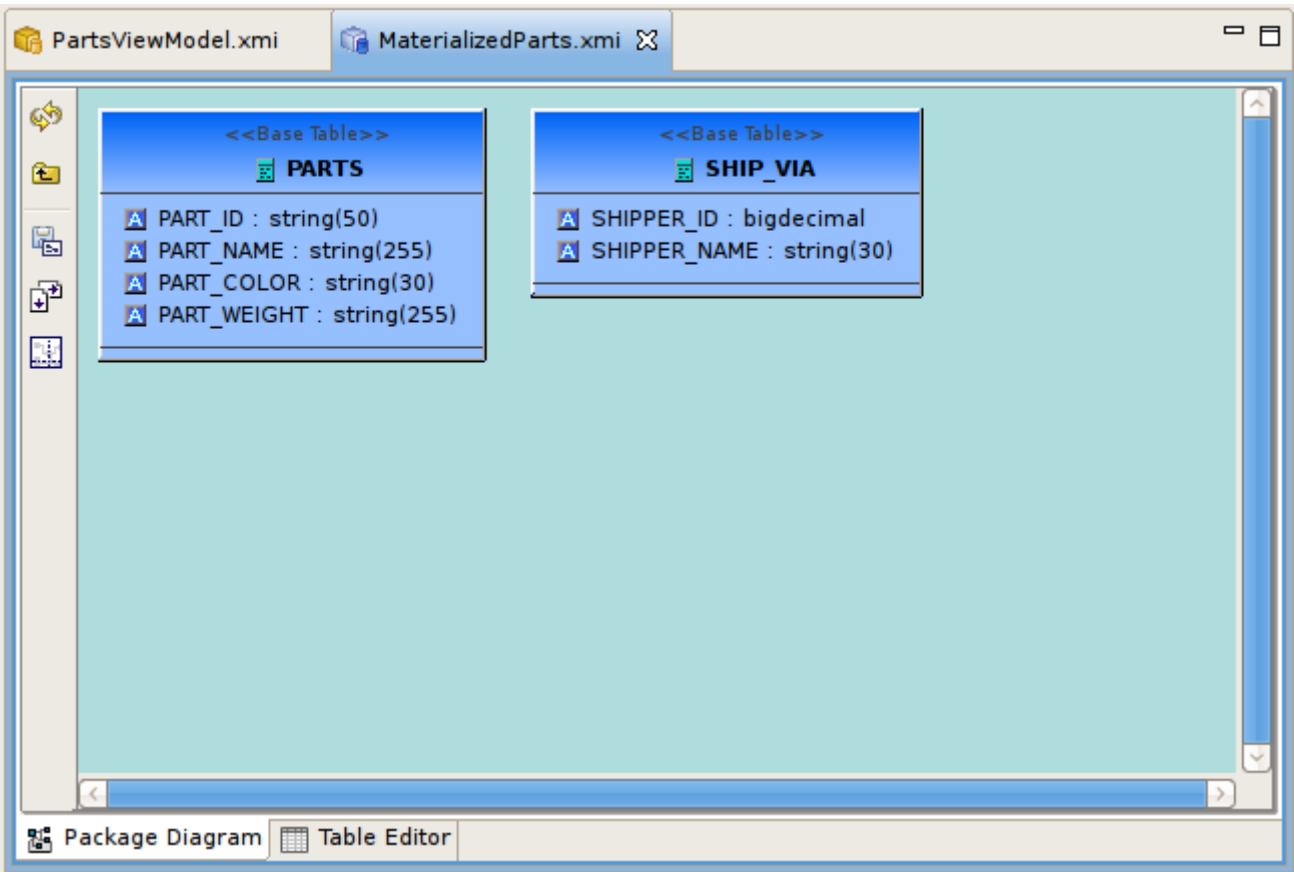 PartsViewModel.xmi
MaterializedParts.xmi
<<Base Table>>
PARTS
PART_ID : string(50)
PART_NAME : string(255)
PART_COLOR : string(30)
PART_WEIGHT : string(255)
<<Base Table>>
SHIP_VIA
SHIPPER_ID : bigdecimal
SHIPPER_NAME : string(30)
Package Diagram
Table Editor